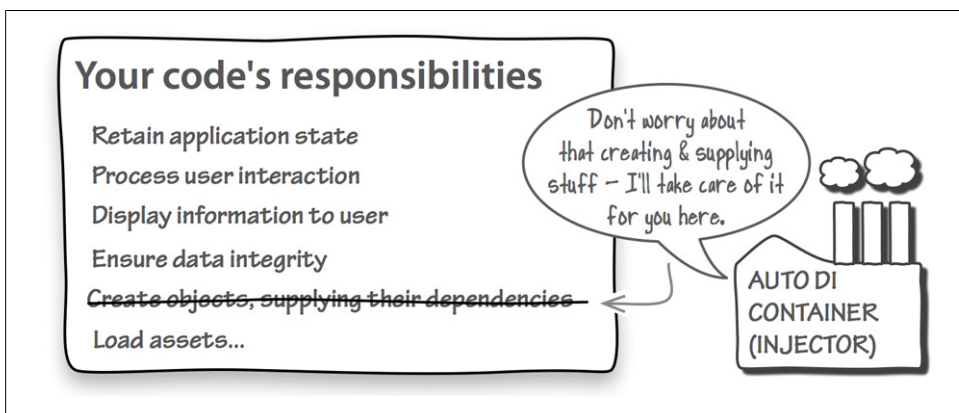 Your code's responsibilities
Retain application state
Process user interaction
Display information to user
Ensure data integrity
Create objects, supplying their dependencies
Load assets...
Don't worry about
that creating & supplying
stuff – I'll take care of it
for you here.
AUTO DI
CONTAINER
(INJECTOR)